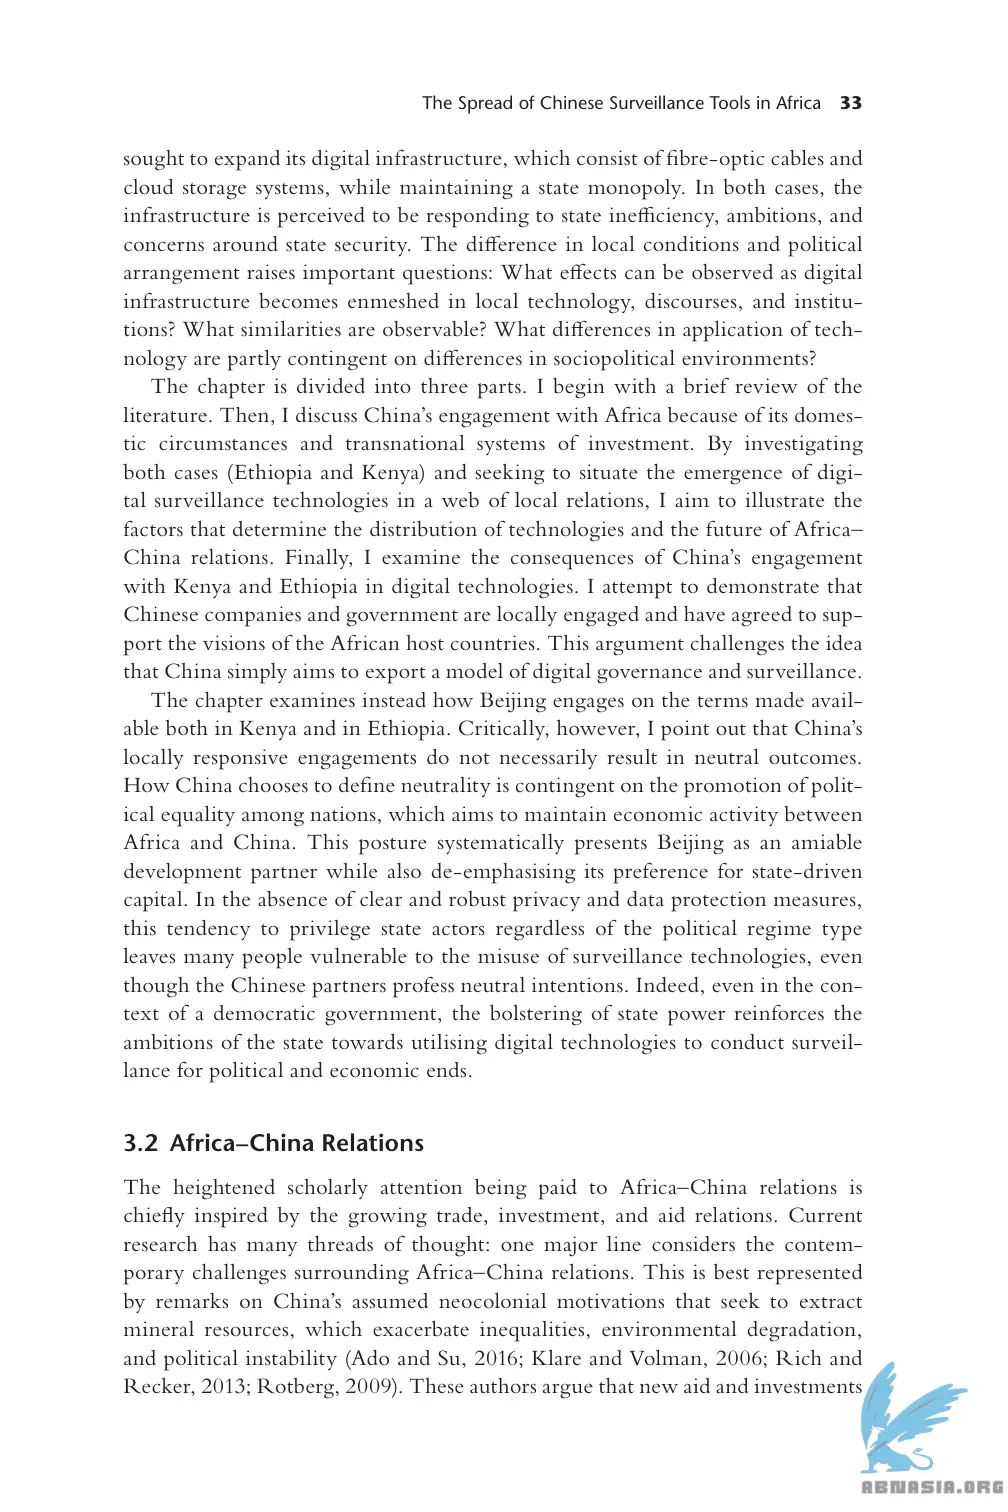 The Spread of Chinese Surveillance Tools in Africa 33
sought to expand its digital infrastructure, which consist of fibre-optic cables and
cloud storage systems, while maintaining a state monopoly. In both cases, the
infrastructure is perceived to be responding to state inefficiency, ambitions, and
concerns around state security. The difference in local conditions and political
arrangement raises important questions: What effects can be observed as digital
infrastructure becomes enmeshed in local technology, discourses, and institu-
tions? What similarities are observable? What differences in application of tech-
nology are partly contingent on differences in sociopolitical environments?
The chapter is divided into three parts. I begin with a brief review of the
literature. Then, I discuss China's engagement with Africa because of its domes-
tic circumstances and transnational systems of investment. By investigating
both cases (Ethiopia and Kenya) and seeking to situate the emergence of digi-
tal surveillance technologies in a web of local relations, I aim to illustrate the
factors that determine the distribution of technologies and the future of Africa–
China relations. Finally, I examine the consequences of China's engagement
with Kenya and Ethiopia in digital technologies. I attempt to demonstrate that
Chinese companies and government are locally engaged and have agreed to sup-
port the visions of the African host countries. This argument challenges the idea
that China simply aims to export a model of digital governance and surveillance.
The chapter examines instead how Beijing engages on the terms made avail-
able both in Kenya and in Ethiopia. Critically, however, I point out that China's
locally responsive engagements do not necessarily result in neutral outcomes.
How China chooses to define neutrality is contingent on the promotion of polit-
ical equality among nations, which aims to maintain economic activity between
Africa and China. This posture systematically presents Beijing as an amiable
development partner while also de-emphasising its preference for state-driven
capital. In the absence of clear and robust privacy and data protection measures,
this tendency to privilege state actors regardless of the political regime type
leaves many people vulnerable to the misuse of surveillance technologies, even
though the Chinese partners profess neutral intentions. Indeed, even in the con-
text of a democratic government, the bolstering of state power reinforces the
ambitions of the state towards utilising digital technologies to conduct surveil-
lance for political and economic ends.
3.2 Africa–China Relations
The heightened scholarly attention being paid to Africa–China relations is
chiefly inspired by the growing trade, investment, and aid relations. Current
research has many threads of thought: one major line considers the contem-
porary challenges surrounding Africa–China relations. This is best represented
by remarks on China's assumed neocolonial motivations that seek to extract
mineral resources, which exacerbate inequalities, environmental degradation,
and political instability (Ado and Su, 2016; Klare and Volman, 2006; Rich and
Recker, 2013; Rotberg, 2009). These authors argue that new aid and investments
ABNASIA.ORG